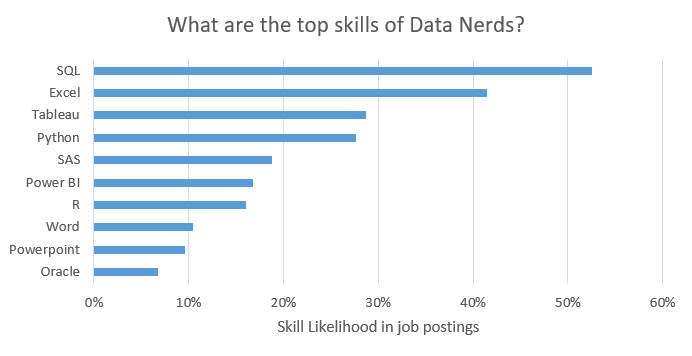 What are the top skills of Data Nerds?
SQL
Excel
Tableau
Python
SAS
Power BI
R
Word
Powerpoint
Oracle
0% 10% 20% 30% 40% 50% 60%
Skill Likelihood in job postings